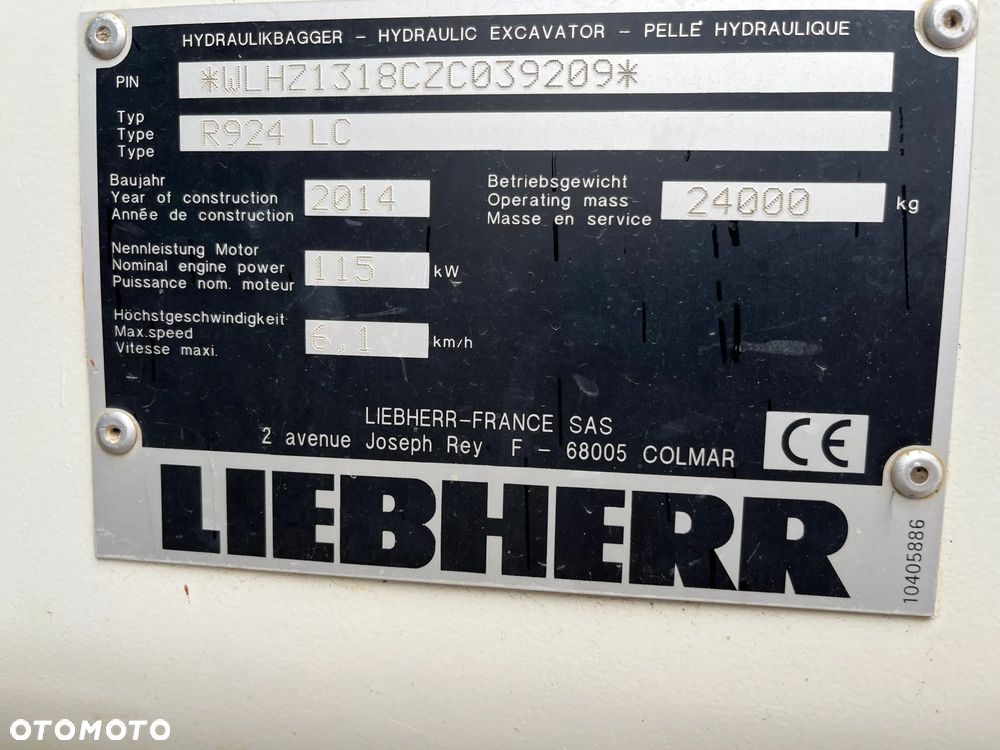 HYDRAULIKBAGGER – HYDRAULIC EXCAVATOR – PELLE HYDRAULIQUE
PIN *WLHZ1318CZC039209*
Typ
Type
Type
R924 LC
Baujahr
Year of construction
Année de construction
2014
Betriebsgewicht
Operating mass
Masse en service
24000 kg
Nennleistung Motor
Nominal engine power
Puissance nom. moteur
115 kW
Höchstgeschwindigkeit
Max.speed
Vitesse maxi.
6,1 km/h
LIEBHERR-FRANCE SAS
2 avenue Joseph Rey F – 68005 COLMAR
CE
LIEBHERR
10405886
OTOMOTO